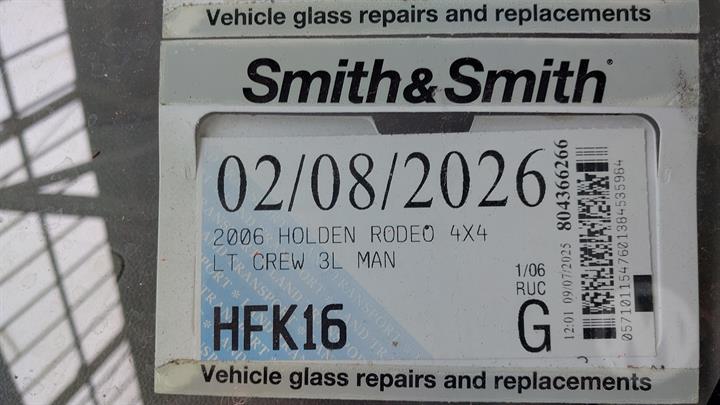 Vehicle glass repairs and replacements
Smith&Smith®
02/08/2026
2006 HOLDEN RODEO 4X4
LT CREW 3L MAN
1/06
RUC
HFK16
G
12:01 09/07/2025 804366266
0571011547601384535964
Vehicle glass repairs and replacements